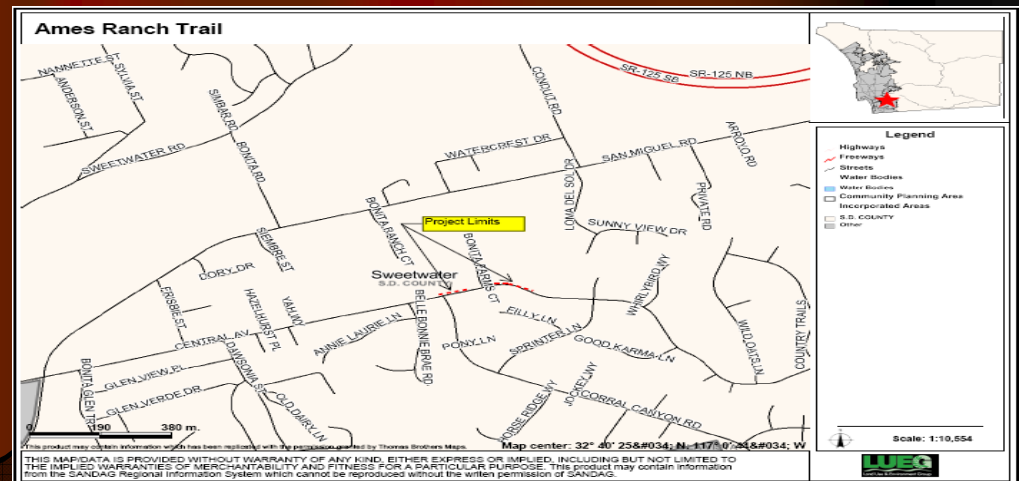 Ames Ranch Trail
NANNETTE ST
SYLVIA ST
ANDERSON ST
SIMBAR RD
BONITA RD
SWEETWATER RD
CONDUIT RD
SR-125 SB
SR-125 NB
WATERCREST DR
SAN MIGUEL RD
ARROYO RD
LOMA DEL SOL DR
PRIVATE RD
SUNNY VIEW DR
BONITA RANCH CT
Project Limits
BONITA FARMS CT
SIEMBRE ST
DORY DR
Sweetwater
S.D. COUNTY
WHIRLYBIRD WY
FRISBIE ST
HAZELHURST PL
YAH WY
CENTRAL AV
ANNIE LAURIE LN
BELLE BONNIE BRAE RD
PONY LN
FILLY LN
SPRINTER LN
GOOD KARMA LN
WILD OATS LN
COUNTRY TRAILS
BONITA GLEN TR
GLEN VIEW PL
GLEN VERDE DR
DAWSONIA ST
OLD DAIRY LN
HORSE RIDGE WY
JOCKEY WY
CORRAL CANYON RD
0 190 380 m.
This product may contain information which has been replicated with the permission granted by Thomas Brothers Maps.
Map center: 32° 40' 25&#034; N, 117° 0' 44&#034; W
THIS MAP/DATA IS PROVIDED WITHOUT WARRANTY OF ANY KIND, EITHER EXPRESS OR IMPLIED, INCLUDING BUT NOT LIMITED TO
THE IMPLIED WARRANTIES OF MERCHANTABILITY AND FITNESS FOR A PARTICULAR PURPOSE. This product may contain information
from the SANDAG Regional Information System which cannot be reproduced without the written permission of SANDAG.
Legend
Highways
Freeways
Streets
Water Bodies
Water Bodies
Community Planning Area
Incorporated Areas
S.D. COUNTY
Other
Scale: 1:10,554
LUEG